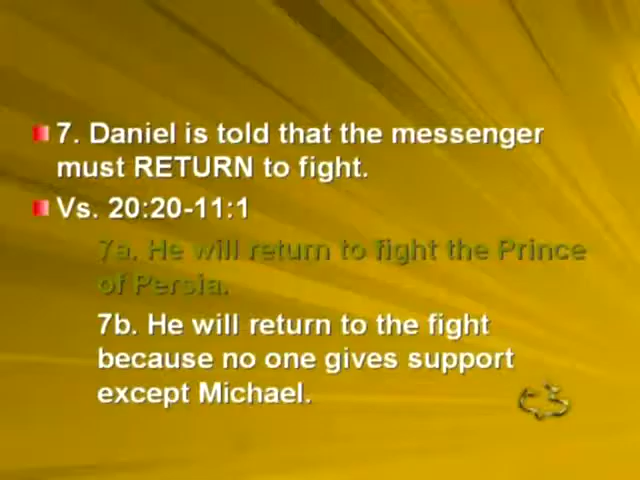 7. Daniel is told that the messenger
must RETURN to fight.
Vs. 20:20-11:1
7a. He will return to fight the Prince
of Persia.
7b. He will return to the fight
because no one gives support
except Michael.